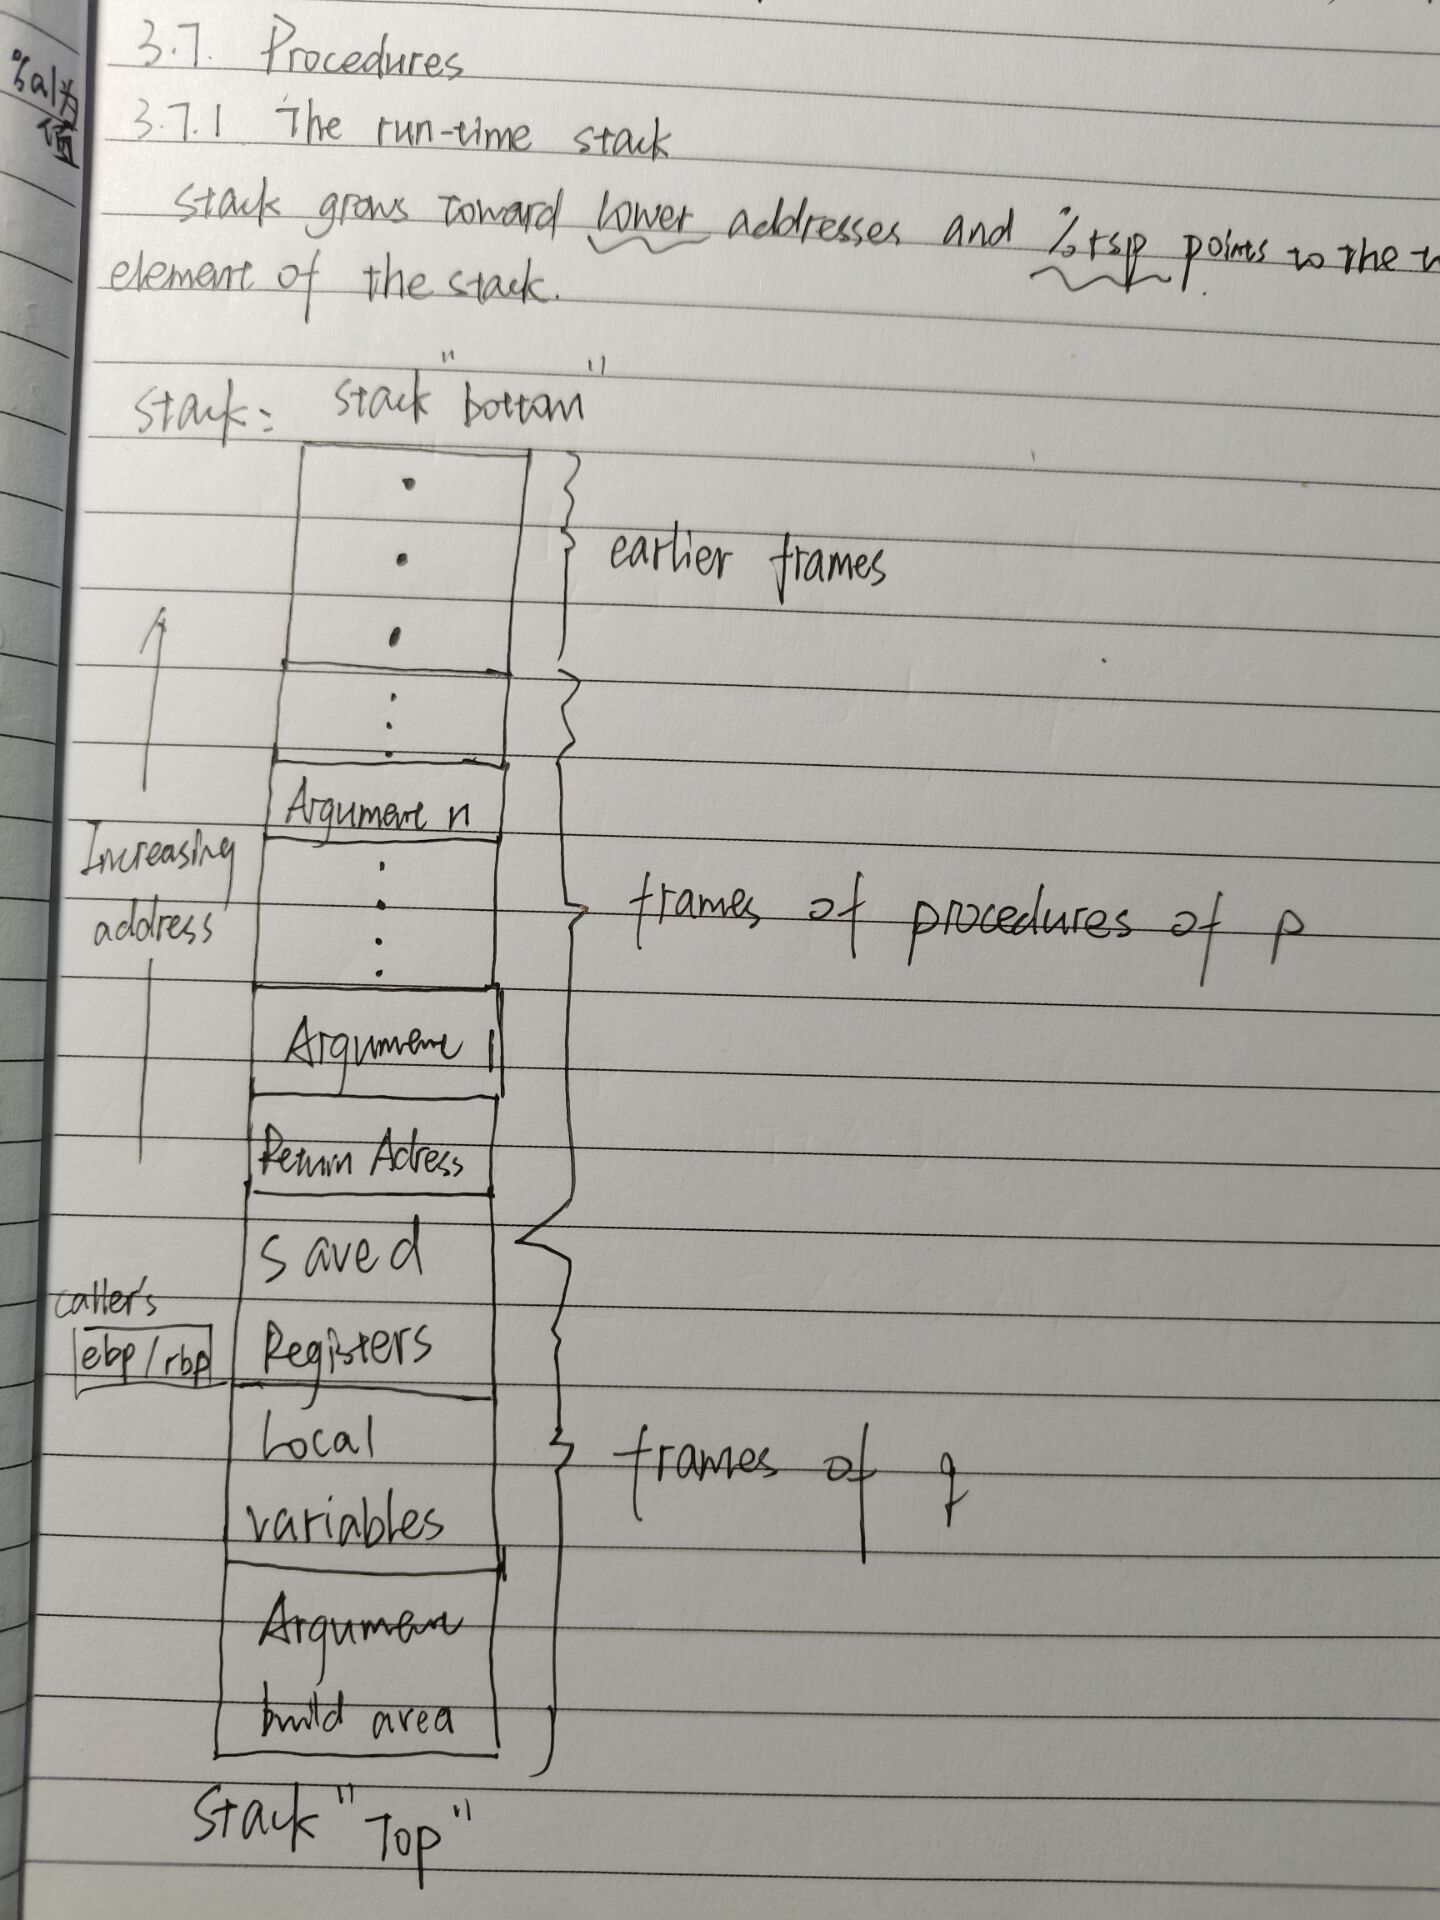 %al为
值
3.7. Procedures
3.7.1 The run-time stack
stack grows toward lower addresses and %rsp points to the
element of the stack.
stack: stack "bottom"
earlier frames
Argument n
Increasing
address
frames of procedures of p
Argument 1
Return Adress
saved
Registers
caller's
ebp/rbp
Local
variables
frames of q
Argument
build area
Stack "Top"